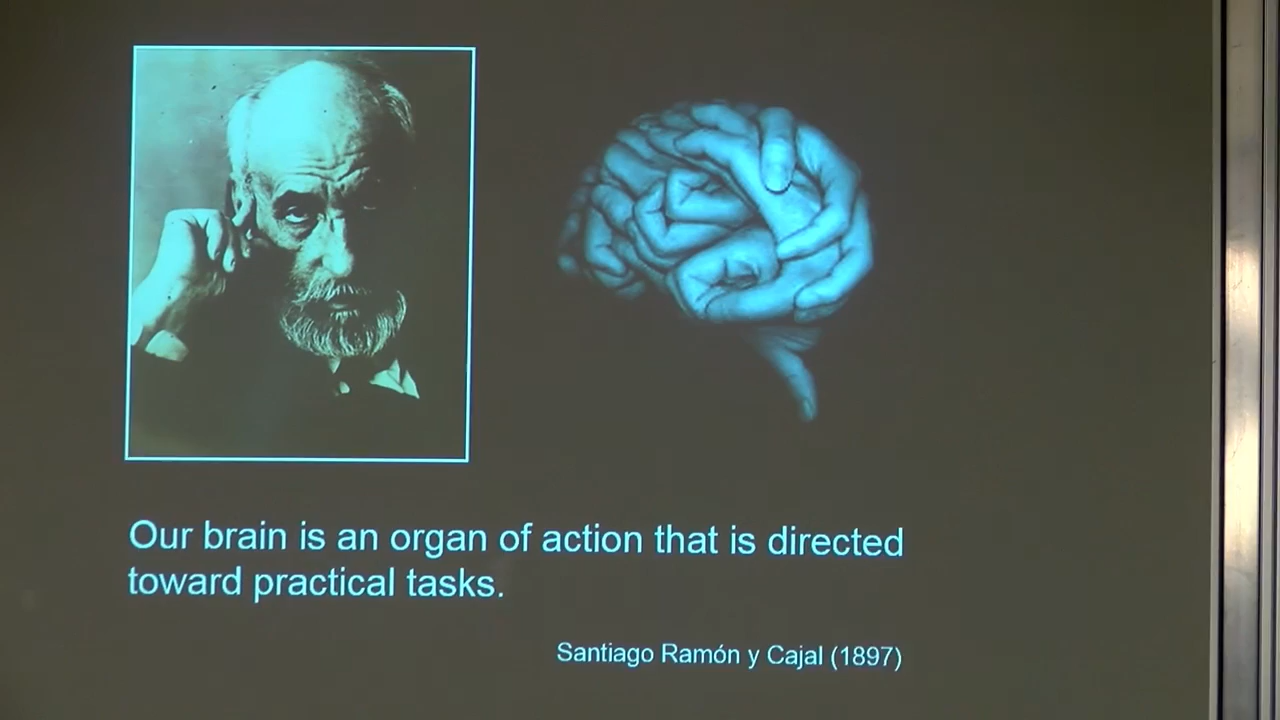 Our brain is an organ of action that is directed
toward practical tasks.
Santiago Ramón y Cajal (1897)